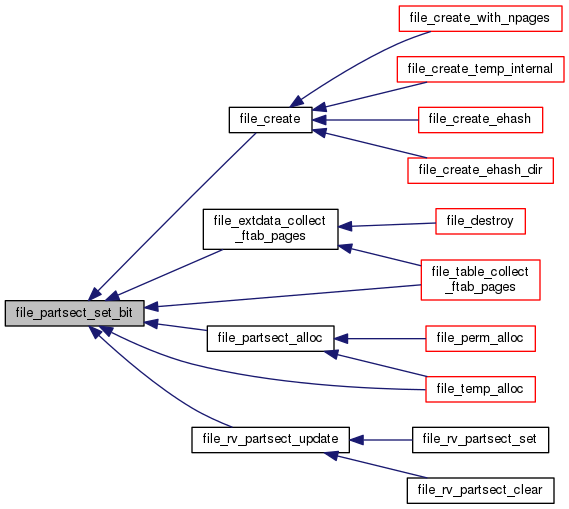 file_create_with_npages
file_create_temp_internal
file_create
file_create_ehash
file_create_ehash_dir
file_extdata_collect
_ftab_pages
file_destroy
file_table_collect
_ftab_pages
file_partsect_set_bit
file_partsect_alloc
file_perm_alloc
file_temp_alloc
file_rv_partsect_update
file_rv_partsect_set
file_rv_partsect_clear